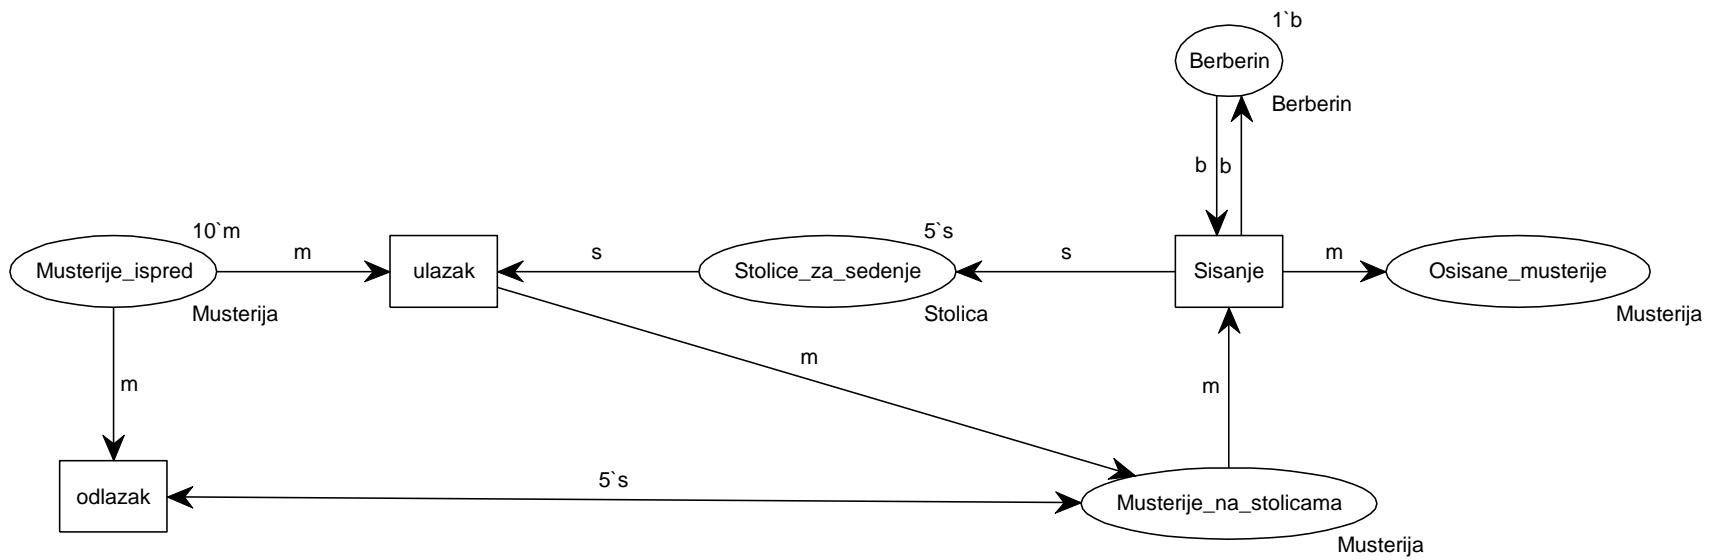 1`b
Berberin
Berberin
b
b
10`m
5`s
m
s
s
m
Musterije_ispred
ulazak
Stolice_za_sedenje
Sisanje
Osisane_musterije
Musterija
Stolica
Musterija
m
m
m
5`s
odlazak
Musterije_na_stolicama
Musterija